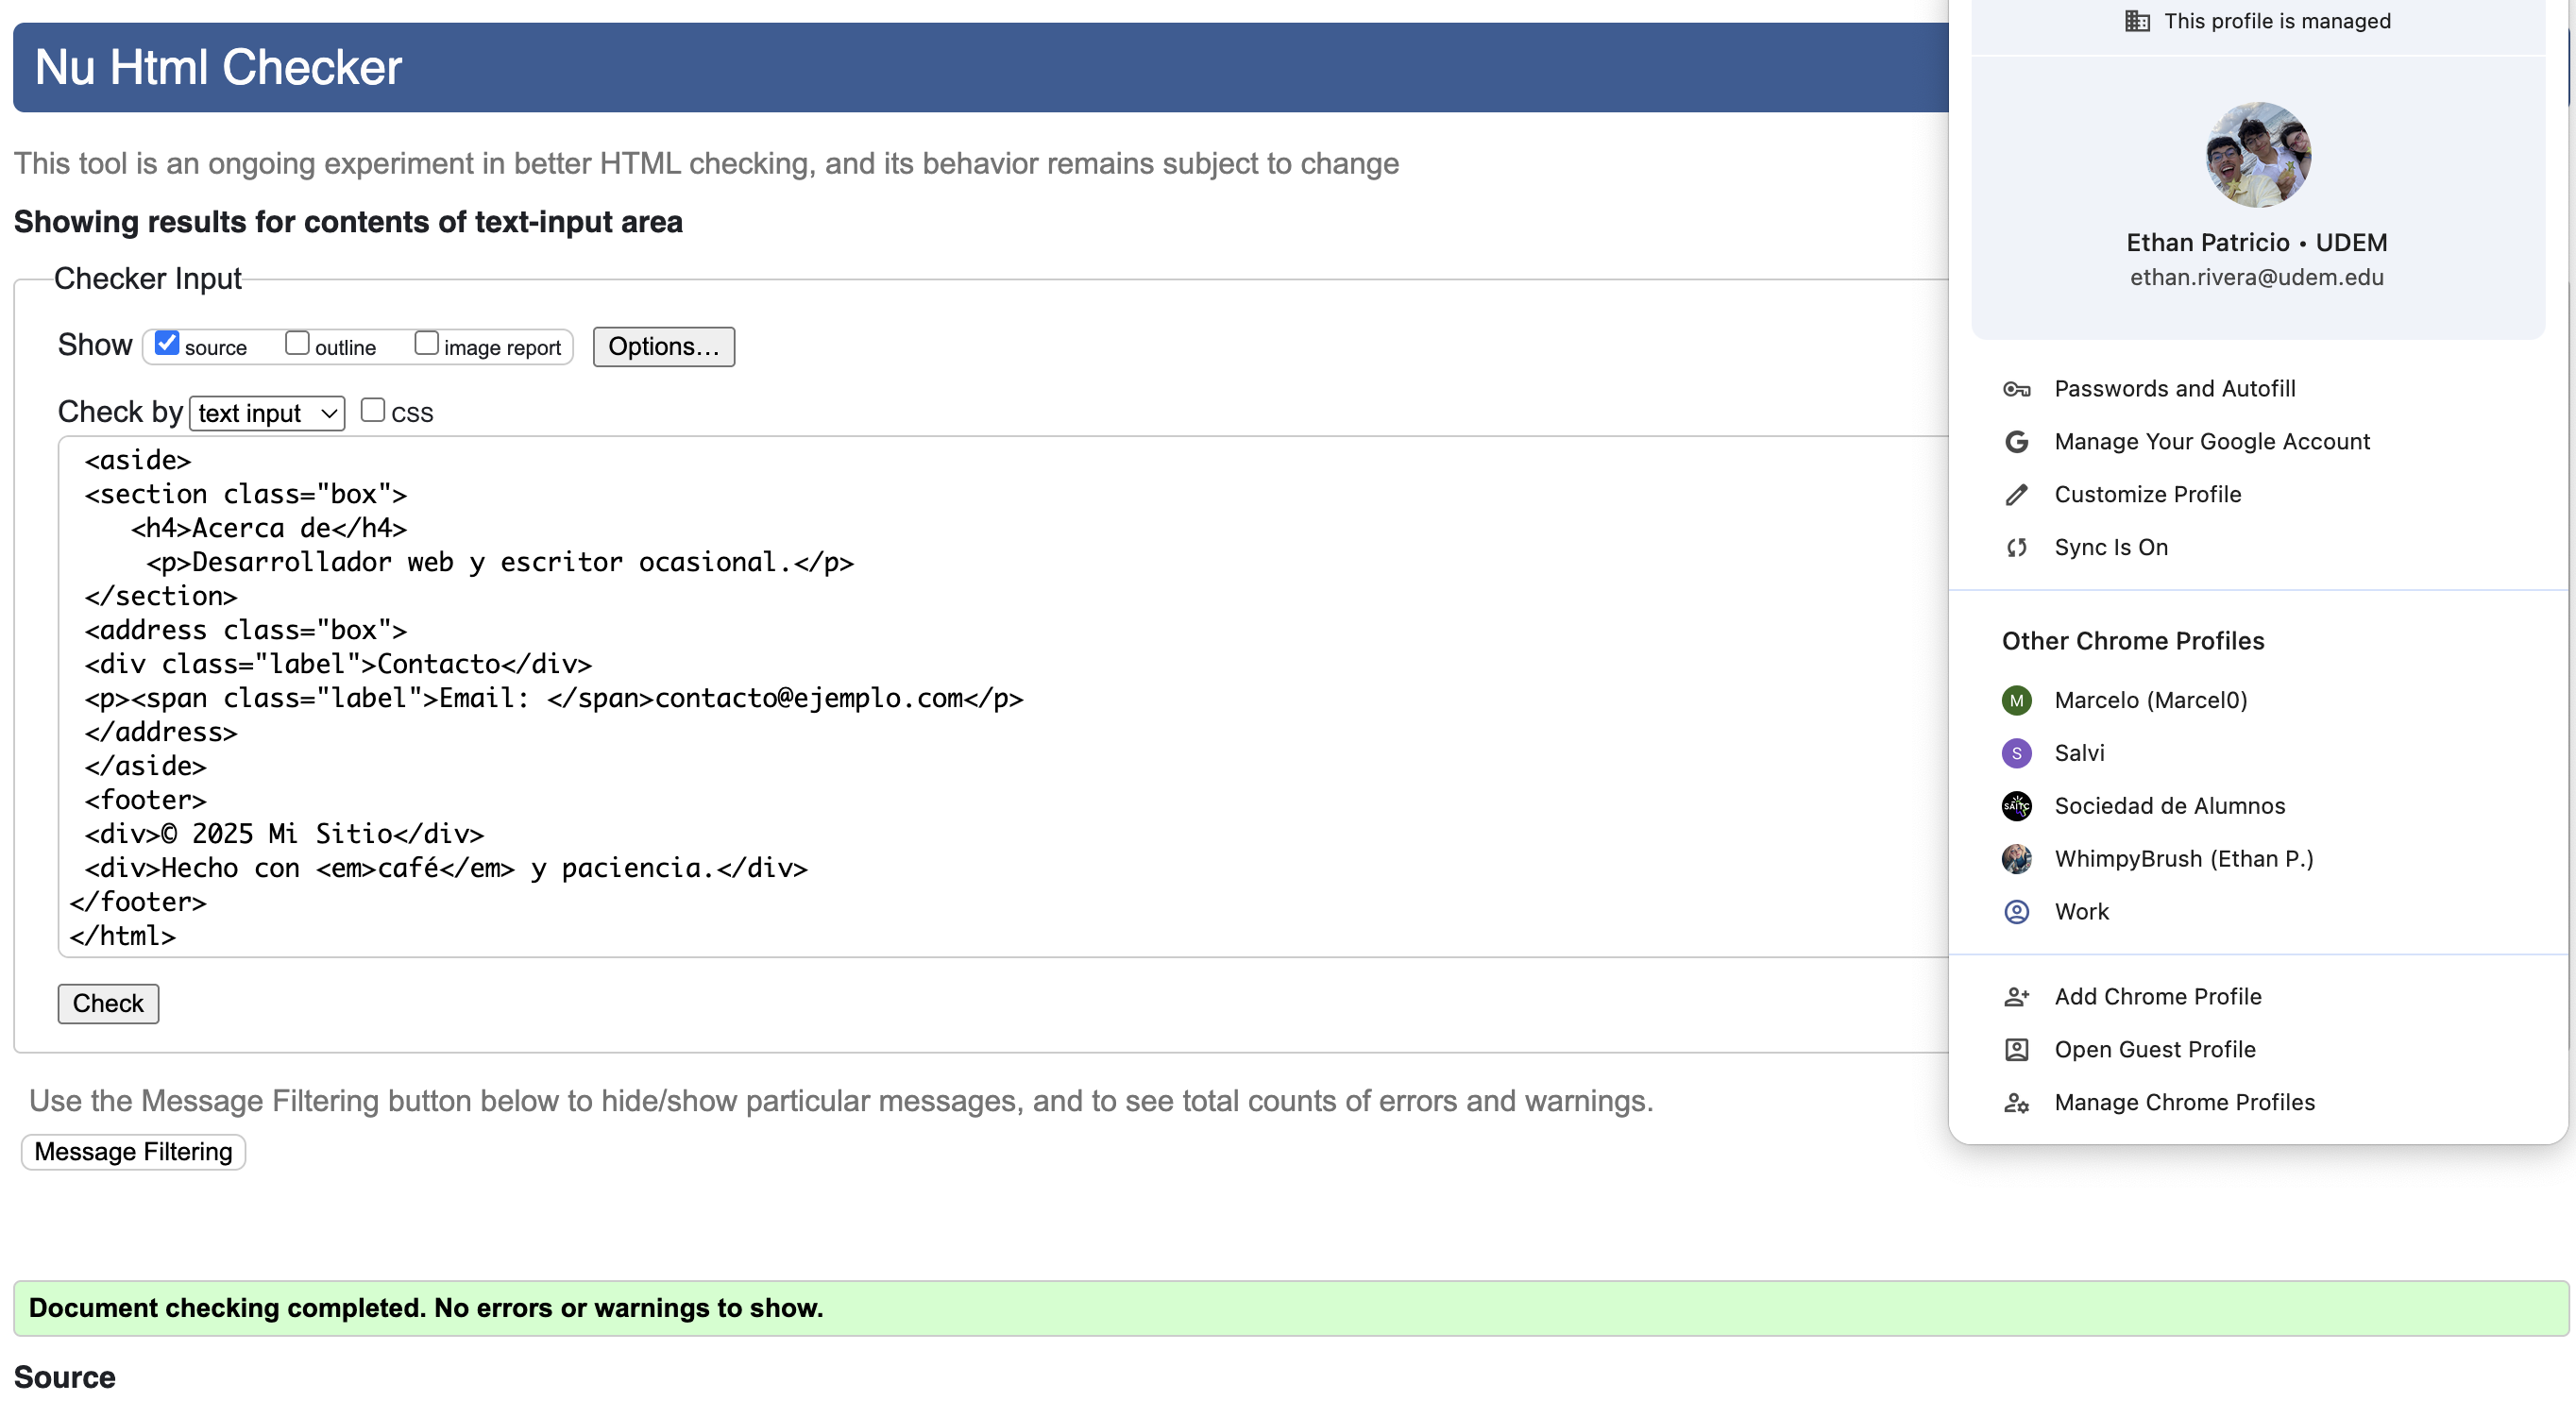 Nu Html Checker
This tool is an ongoing experiment in better HTML checking, and its behavior remains subject to change
Showing results for contents of text-input area
Checker Input
Show source outline image report Options...
Check by text input CSS
<aside>
<section class="box">
<h4>Acerca de</h4>
<p>Desarrollador web y escritor ocasional.</p>
</section>
<address class="box">
<div class="label">Contacto</div>
<p><span class="label">Email: </span>contacto@ejemplo.com</p>
</address>
</aside>
<footer>
<div>© 2025 Mi Sitio</div>
<div>Hecho con <em>café</em> y paciencia.</div>
</footer>
</html>
Check
Use the Message Filtering button below to hide/show particular messages, and to see total counts of errors and warnings.
Message Filtering
Document checking completed. No errors or warnings to show.
Source
This profile is managed
Ethan Patricio • UDEM
ethan.rivera@udem.edu
Passwords and Autofill
G Manage Your Google Account
Customize Profile
Sync Is On
Other Chrome Profiles
M Marcelo (Marcel0)
S Salvi
SAITC Sociedad de Alumnos
WhimpyBrush (Ethan P.)
Work
Add Chrome Profile
Open Guest Profile
Manage Chrome Profiles